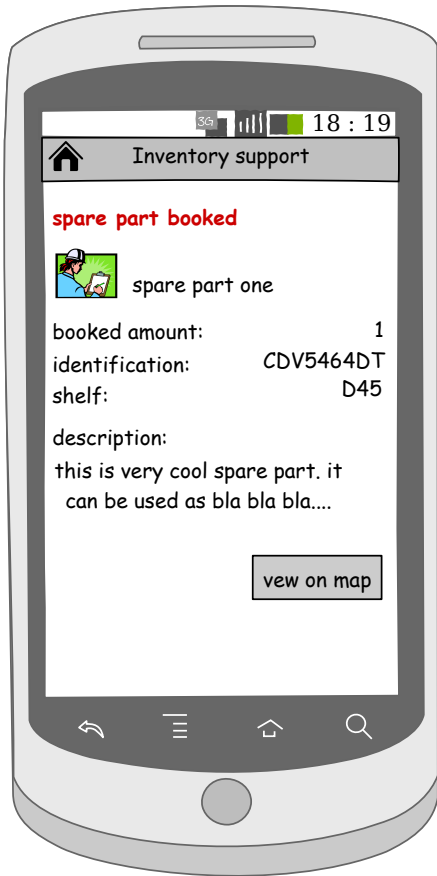 3G 18 : 19
Inventory support
spare part booked
spare part one
booked amount: 1
identification: CDV5464DT
shelf: D45
description:
this is very cool spare part. it
can be used as bla bla bla....
vew on map